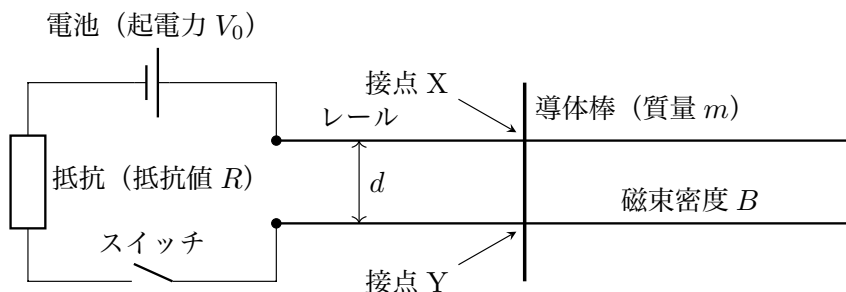 電池（起電力 V₀）
接点 X
レール
導体棒（質量 m）
抵抗（抵抗値 R）
d
磁束密度 B
スイッチ
接点 Y